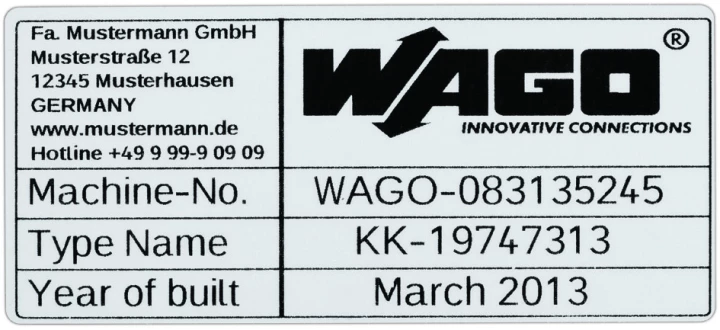 Fa. Mustermann GmbH
Musterstraße 12
12345 Musterhausen
GERMANY
www.mustermann.de
Hotline +49 9 99-9 09 09
WAGO®
INNOVATIVE CONNECTIONS
Machine-No. WAGO-083135245
Type Name KK-19747313
Year of built March 2013